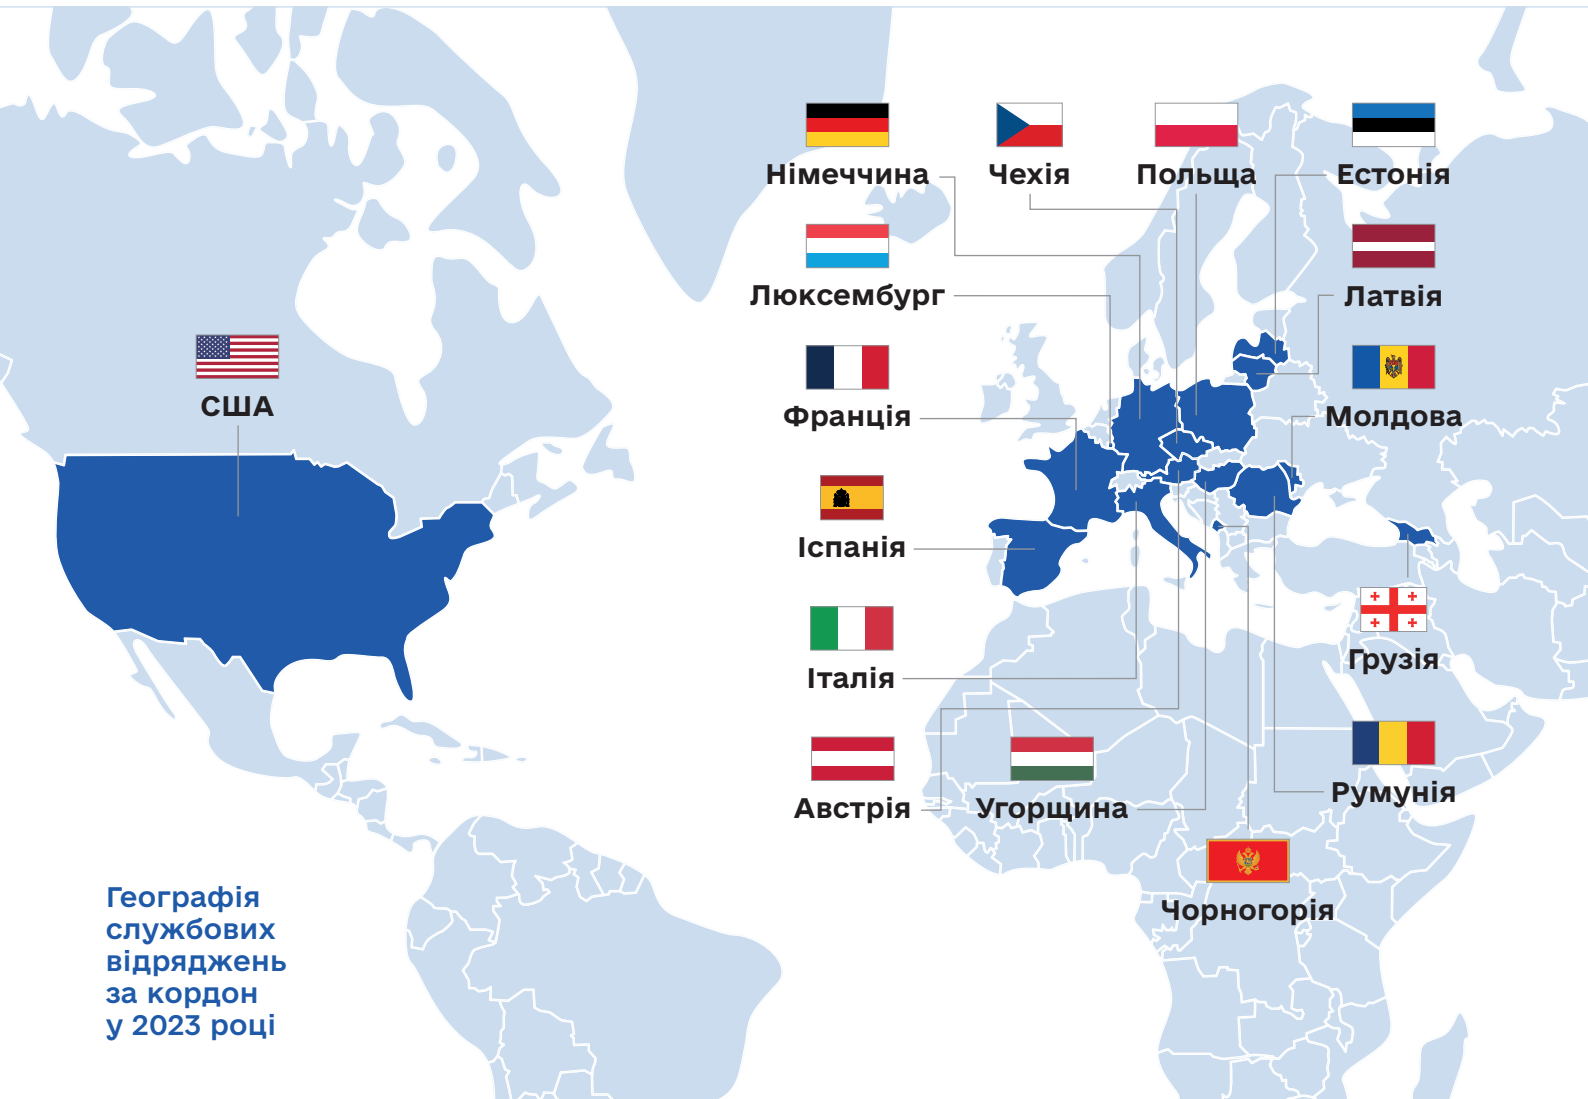 Німеччина
Чехія
Польща
Естонія
Люксембург
Латвія
США
Франція
Молдова
Іспанія
Італія
Грузія
Австрія
Угорщина
Румунія
Чорногорія
Географія
службових
відряджень
за кордон
у 2023 році